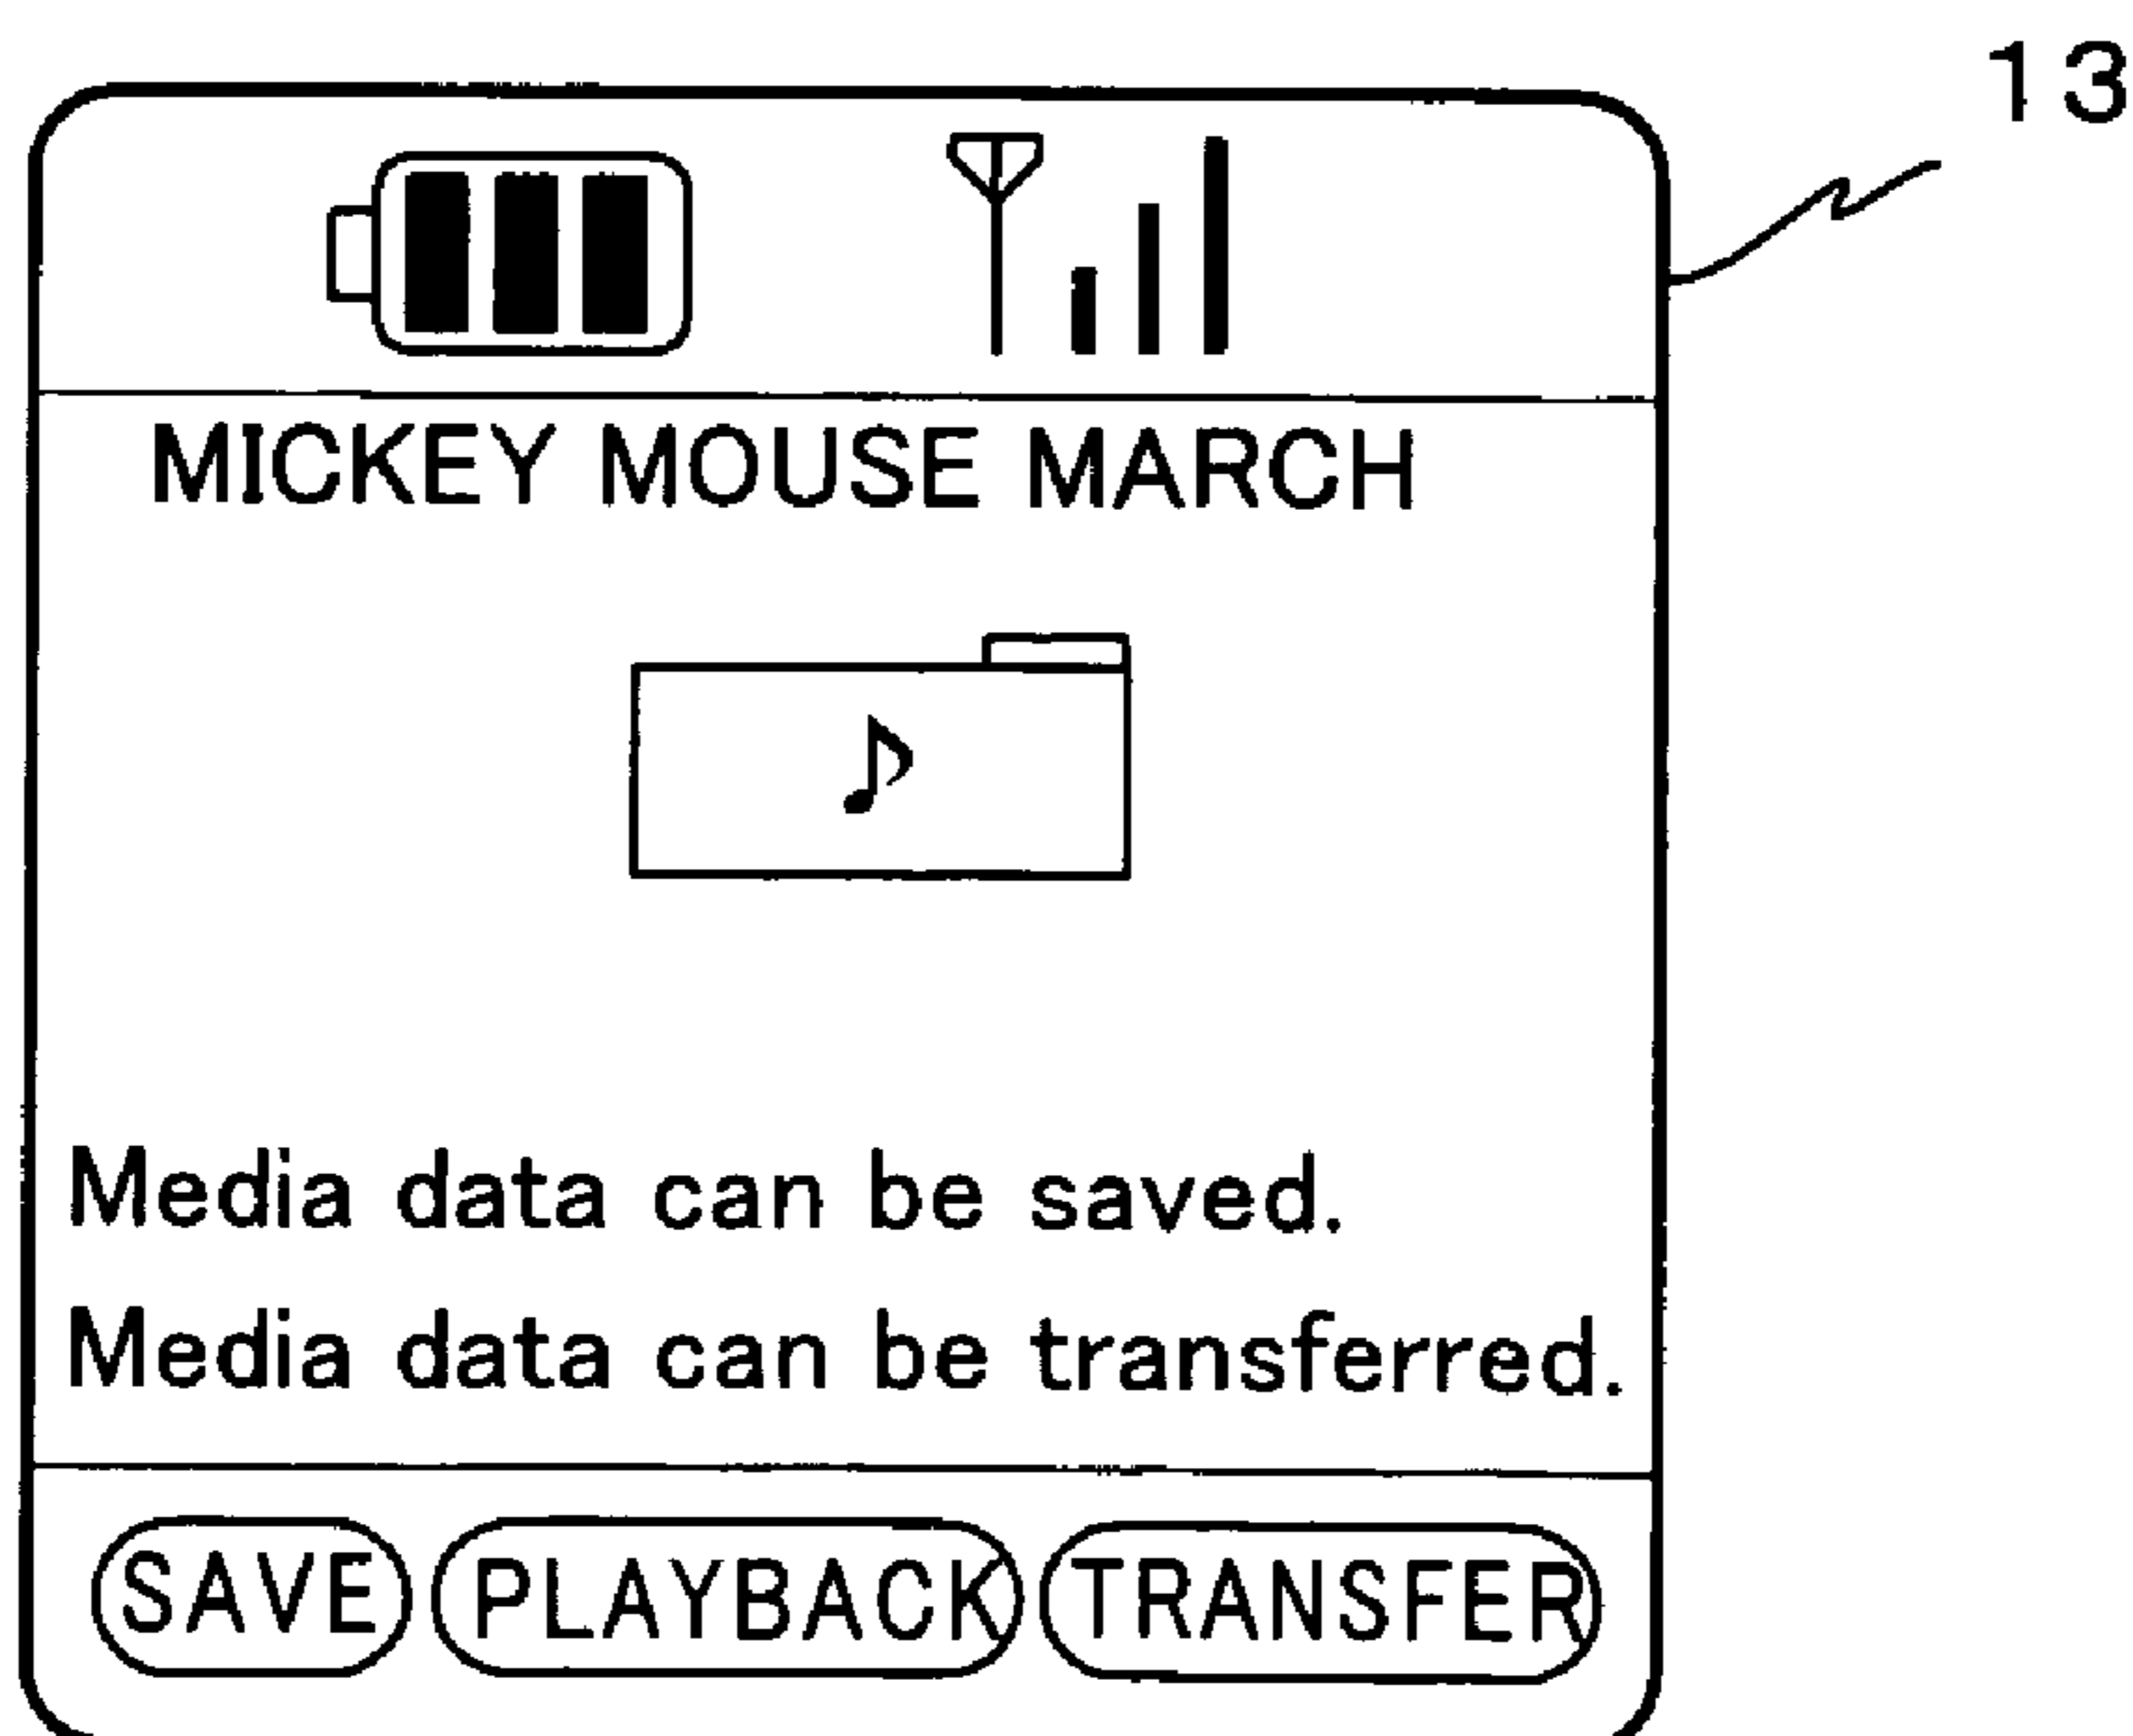 13
MICKEY MOUSE MARCH
Media data can be saved.
Media data can be transferred.
SAVE PLAYBACK TRANSFER